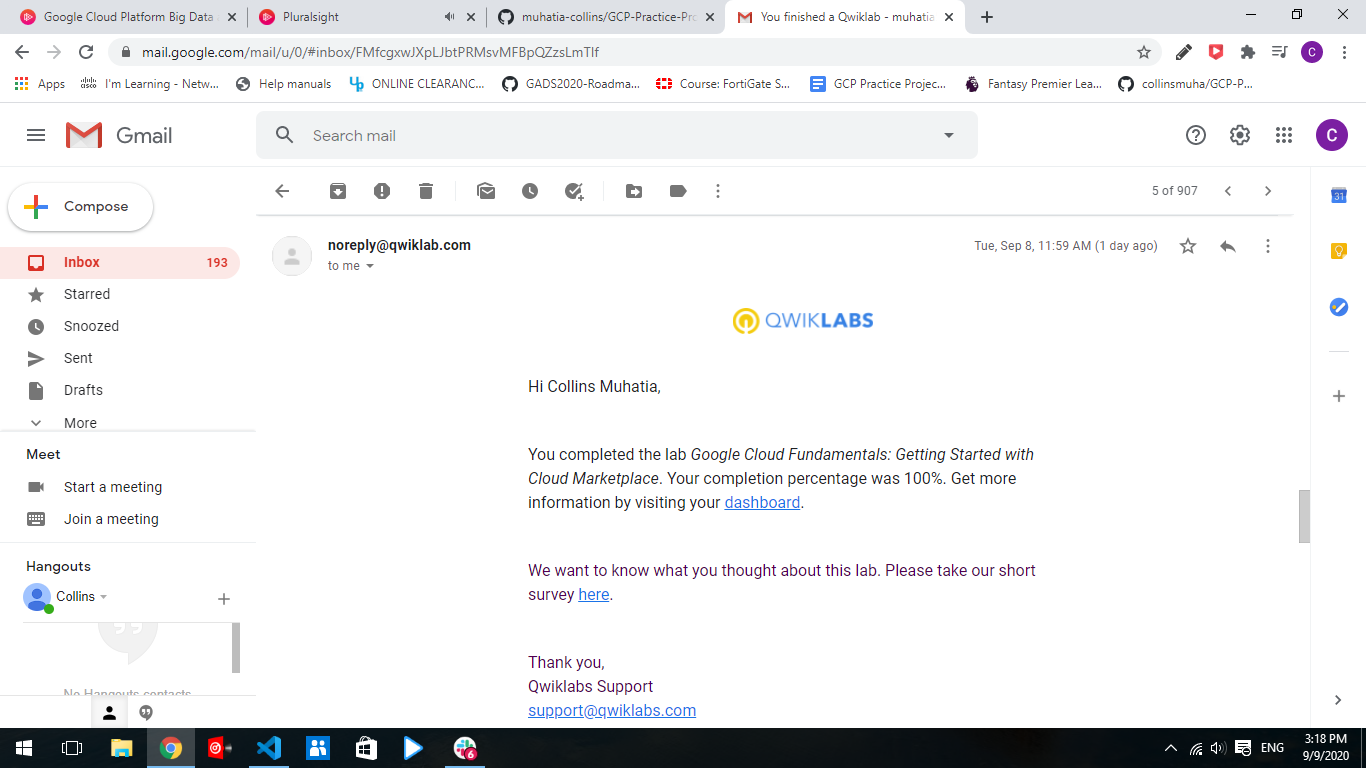 Google Cloud Platform Big Data
Pluralsight
muhatia-collins/GCP-Practice-Pro
You finished a Qwiklab - muhatia
mail.google.com/mail/u/0/#inbox/FMfcgxwJXpLJbtPRMsvMFBpQZzsLmTIf
C
Apps
I'm Learning - Netw...
Help manuals
ONLINE CLEARANC...
GADS2020-Roadma...
Course: FortiGate S...
GCP Practice Projec...
Fantasy Premier Lea...
collinsmuha/GCP-P...
Gmail
Search mail
C
Compose
5 of 907
31
Inbox 193
Starred
Snoozed
Sent
Drafts
More
Meet
Start a meeting
Join a meeting
Hangouts
Collins
No Hangouts contacts
noreply@qwiklab.com
Tue, Sep 8, 11:59 AM (1 day ago)
to me
QWIKLABS
Hi Collins Muhatia,
You completed the lab Google Cloud Fundamentals: Getting Started with
Cloud Marketplace. Your completion percentage was 100%. Get more
information by visiting your dashboard.
We want to know what you thought about this lab. Please take our short
survey here.
Thank you,
Qwiklabs Support
support@qwiklabs.com
6
ENG
3:18 PM
9/9/2020